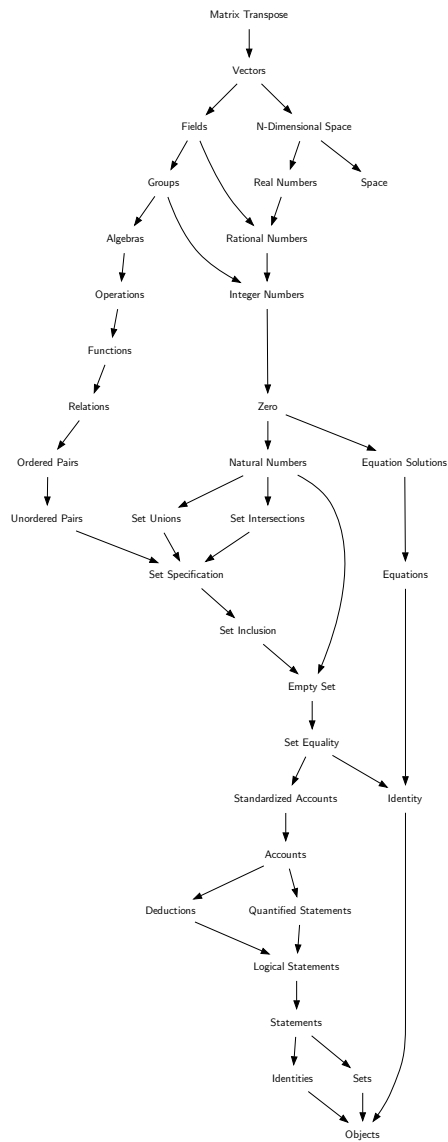 Matrix Transpose
Vectors
Fields
N-Dimensional Space
Groups
Real Numbers
Space
Algebras
Rational Numbers
Operations
Integer Numbers
Functions
Relations
Zero
Ordered Pairs
Natural Numbers
Equation Solutions
Unordered Pairs
Set Unions
Set Intersections
Set Specification
Equations
Set Inclusion
Empty Set
Set Equality
Standardized Accounts
Identity
Accounts
Deductions
Quantified Statements
Logical Statements
Statements
Identities
Sets
Objects